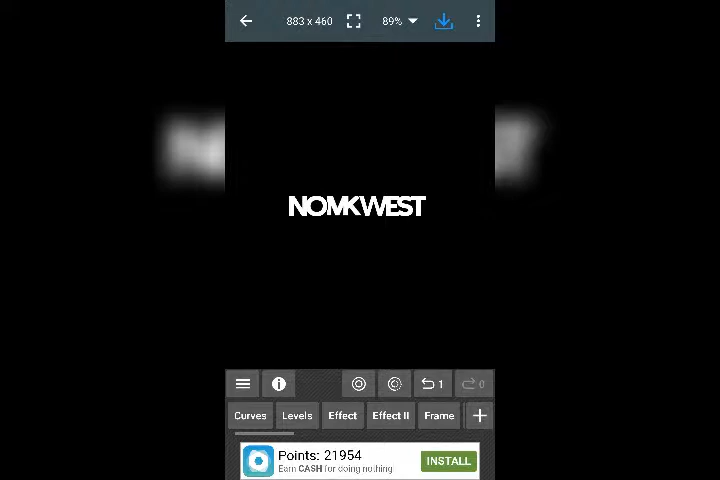 883 x 460 89%
NOMKWEST
1 0
Curves Levels Effect Effect II Frame +
Points: 21954
Earn CASH for doing nothing!
INSTALL